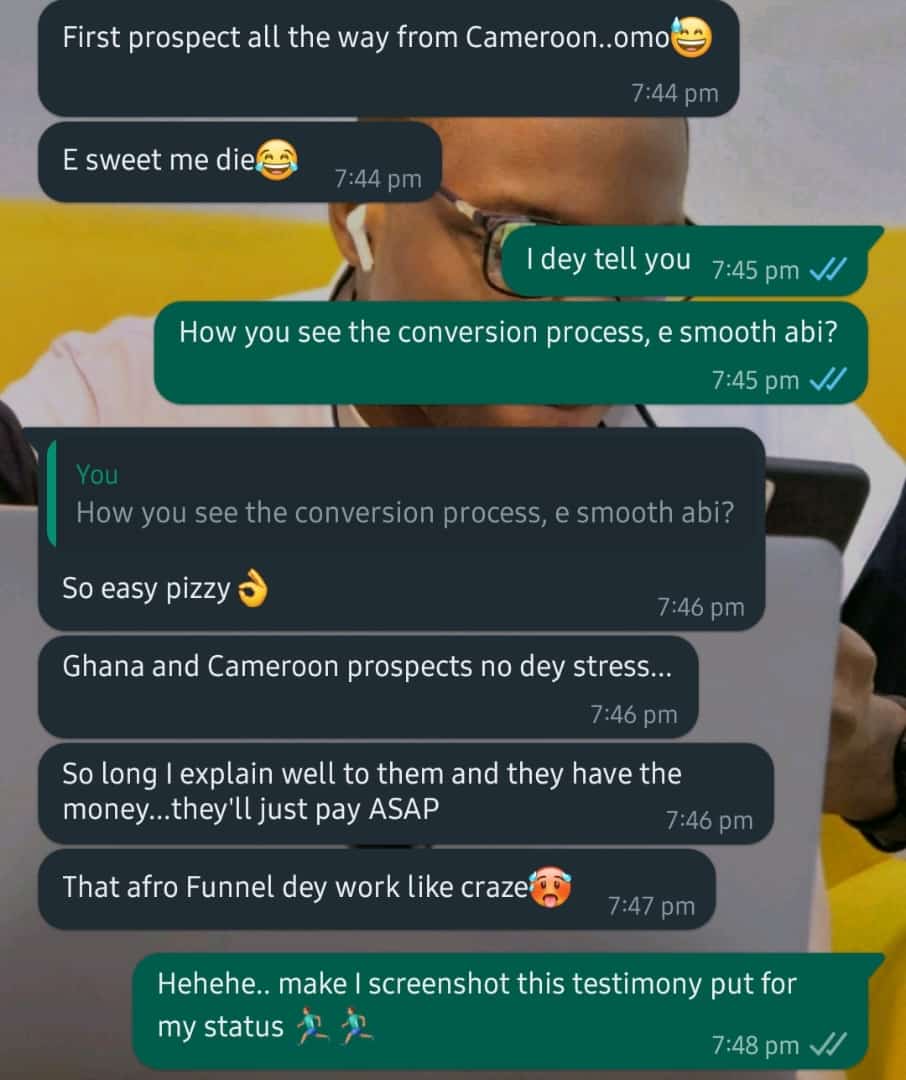 First prospect all the way from Cameroon..omo😅
7:44 pm
E sweet me die😂
7:44 pm
I dey tell you
7:45 pm
How you see the conversion process, e smooth abi?
7:45 pm
You
How you see the conversion process, e smooth abi?
So easy pizzy👌
7:46 pm
Ghana and Cameroon prospects no dey stress...
7:46 pm
So long I explain well to them and they have the
money...they'll just pay ASAP
7:46 pm
That afro Funnel dey work like craze🥵
7:47 pm
Hehehe.. make I screenshot this testimony put for
my status 🏃‍♂️🏃‍♂️
7:48 pm